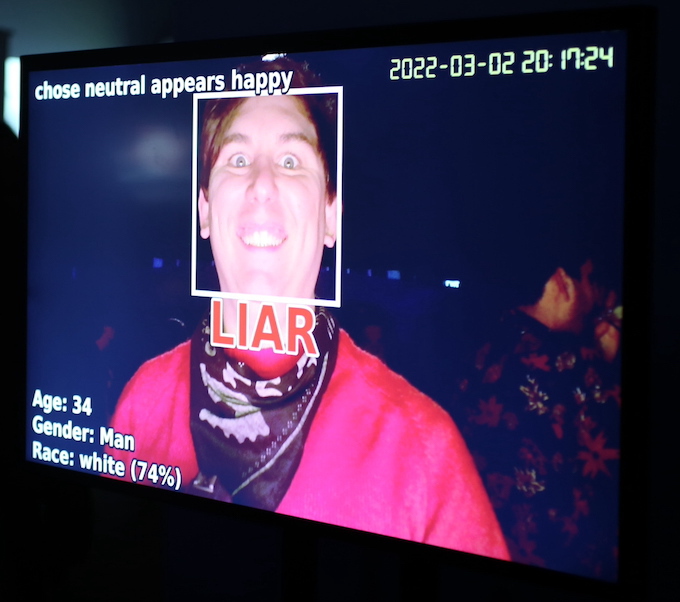 chose neutral appears happy
2022-03-02 20:17:24
LIAR
Age: 34
Gender: Man
Race: white (74%)